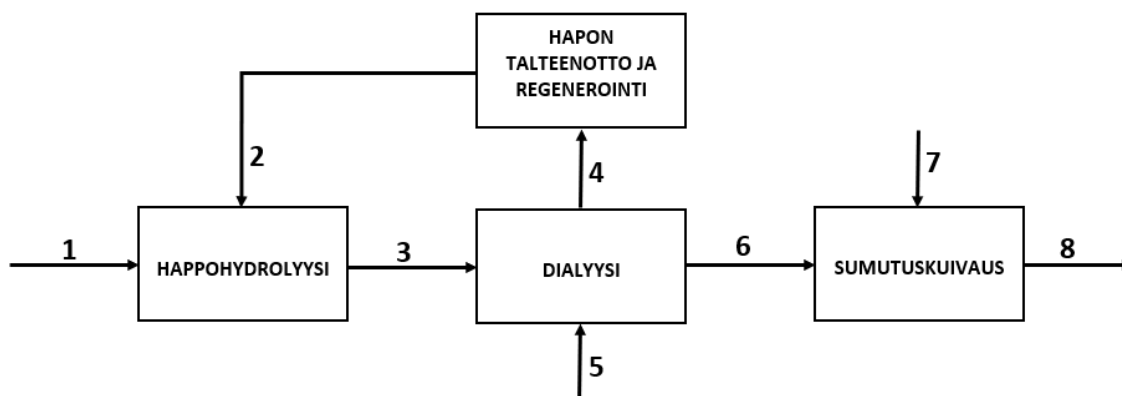 HAPON
TALTEENOTTO JA
REGENEROINTI
2
4
7
1
HAPPOHYDROLYYSI
3
DIALYYSI
6
SUMUTUSKUIVAUS
8
5